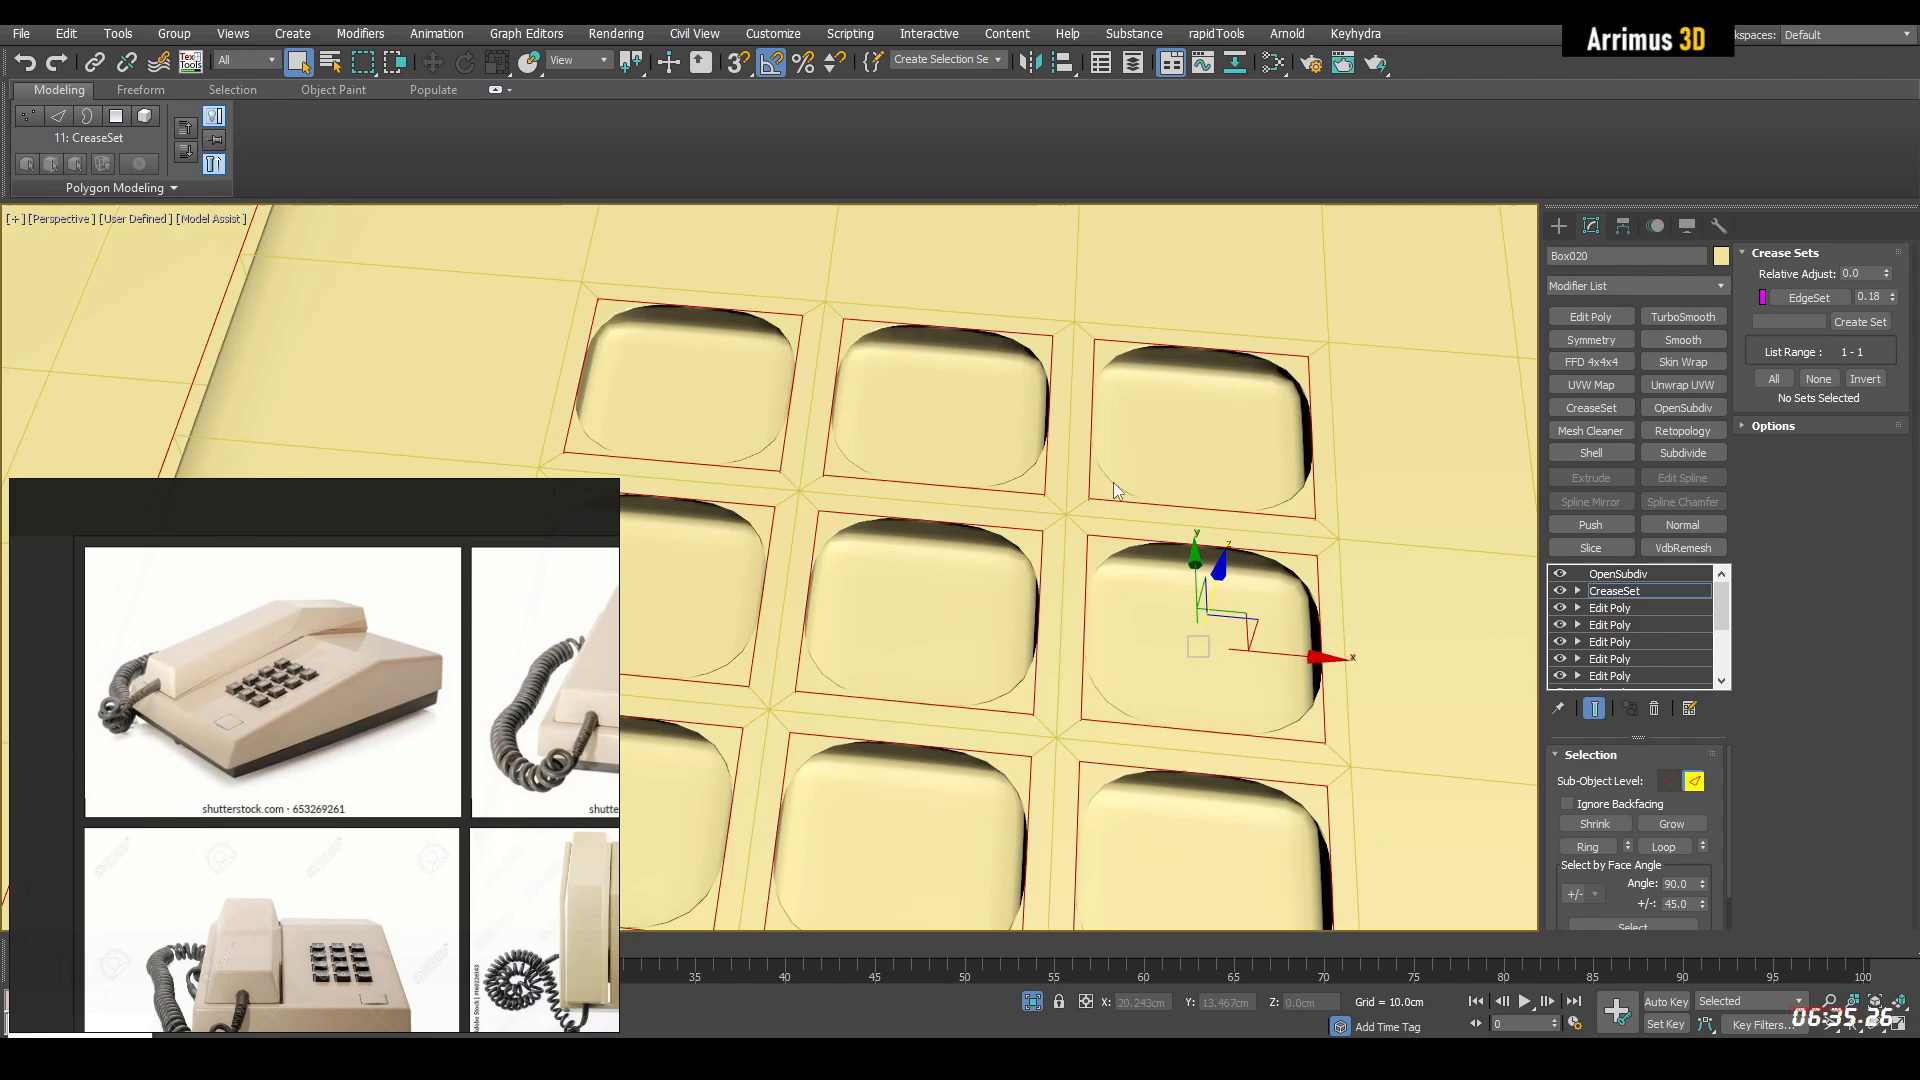 File Edit Tools Group Views Create Modifiers Animation Graph Editors Rendering Civil View Customize Scripting Interactive Content Help Substance rapidTools Arnold Keyhydra
Arrimus 3D
kspaces: Default
All
View
Create Selection Se
Modeling Freeform Selection Object Paint Populate
11: CreaseSet
Polygon Modeling
[+] [Perspective] [User Defined] [Model Assist]
Box020
Modifier List
Edit Poly TurboSmooth
Symmetry Smooth
FFD 4x4x4 Skin Wrap
UVW Map Unwrap UVW
CreaseSet OpenSubdiv
Mesh Cleaner Retopology
Shell Subdivide
Extrude Edit Spline
Spline Mirror Spline Chamfer
Push Normal
Slice VdbRemesh
OpenSubdiv
CreaseSet
Edit Poly
Edit Poly
Edit Poly
Edit Poly
Edit Poly
Selection
Sub-Object Level:
Ignore Backfacing
Shrink Grow
Ring Loop
Select by Face Angle
+/- Angle: 90.0
+/-: 45.0
Select
Crease Sets
Relative Adjust: 0.0
EdgeSet 0.18
Create Set
List Range : 1 - 1
All None Invert
No Sets Selected
Options
y
z
x
shutterstock.com · 653269261
shutte
35 40 45 50 55 60 65 70 75 80 85 90 95 100
X: 20.243cm Y: 13.467cm Z: 0.0cm Grid = 10.0cm
Add Time Tag
0
Auto Key Selected
Set Key Key Filters...
06:35:26